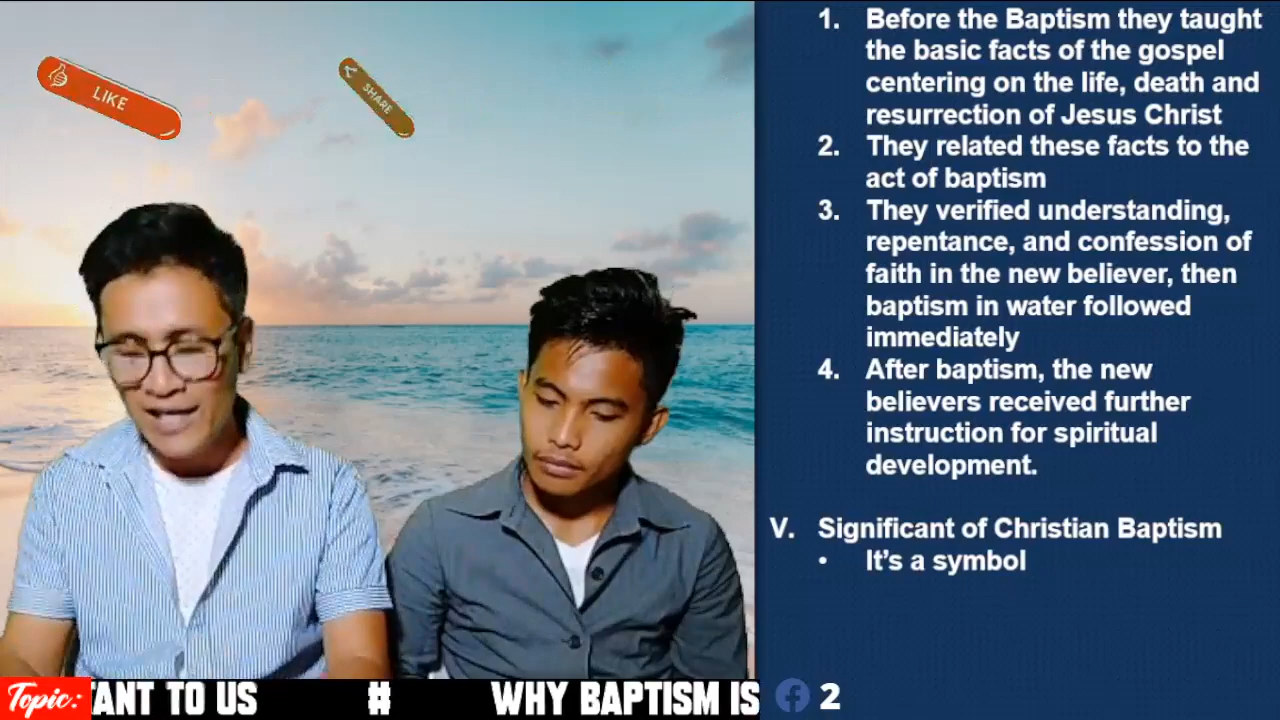 LIKE
SHARE
1. Before the Baptism they taught
the basic facts of the gospel
centering on the life, death and
resurrection of Jesus Christ
2. They related these facts to the
act of baptism
3. They verified understanding,
repentance, and confession of
faith in the new believer, then
baptism in water followed
immediately
4. After baptism, the new
believers received further
instruction for spiritual
development.
V. Significant of Christian Baptism
• It's a symbol
Topic: TANT TO US # WHY BAPTISM IS 2